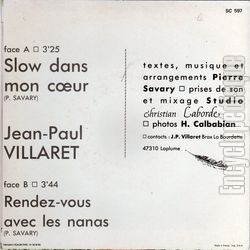 SC 597
face A □ 3'25
Slow dans
mon cœur
(P. SAVARY)
Jean-Paul
VILLARET
face B □ 3'44
Rendez-vous
avec les nanas
(P. SAVARY)
textes, musique et
arrangements Pierre
Savary □ prises de son
et mixage Studio
christian Laborde
□ photos H. Calbabian
□ contacts : J.P. Villaret Brax La Bourdette
47310 Laplume